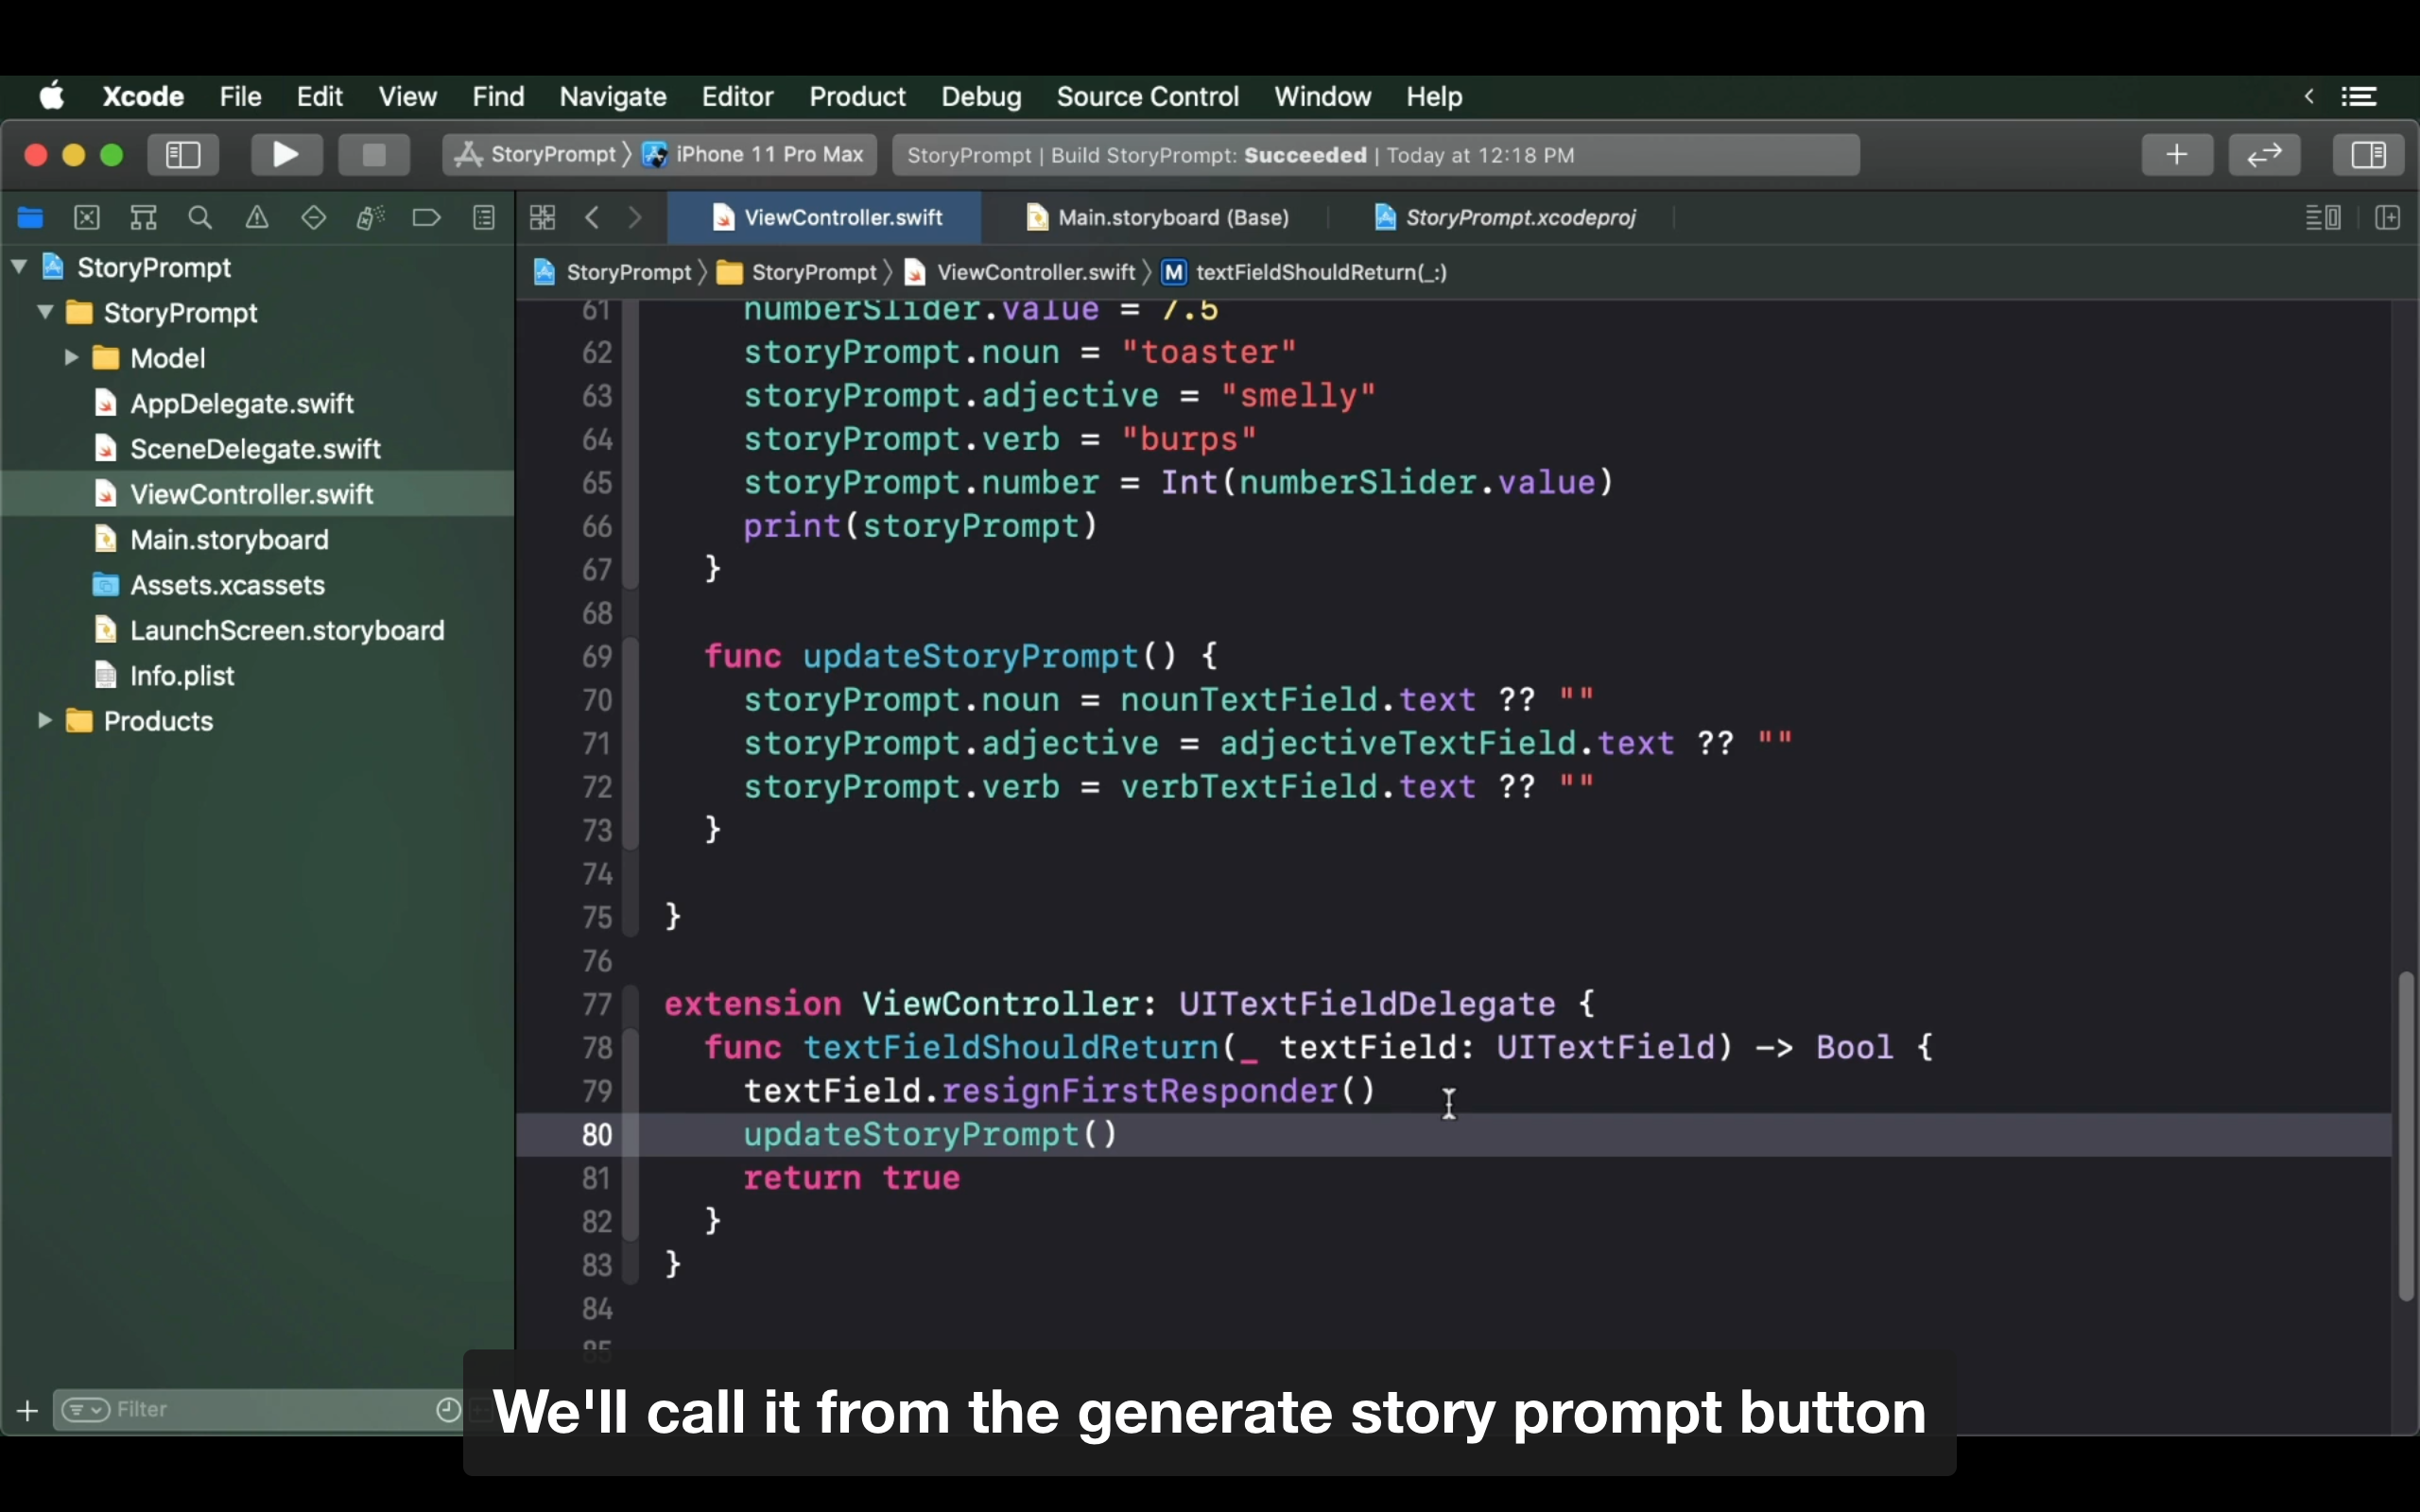 Xcode File Edit View Find Navigate Editor Product Debug Source Control Window Help
StoryPrompt 〉 iPhone 11 Pro Max StoryPrompt | Build StoryPrompt: Succeeded | Today at 12:18 PM
ViewController.swift Main.storyboard (Base) StoryPrompt.xcodeproj
StoryPrompt 〉 StoryPrompt 〉 ViewController.swift 〉 M textFieldShouldReturn(_:)
StoryPrompt
StoryPrompt
Model
AppDelegate.swift
SceneDelegate.swift
ViewController.swift
Main.storyboard
Assets.xcassets
LaunchScreen.storyboard
Info.plist
Products
Filter
61 numberSlider.value = 7.5
62 storyPrompt.noun = "toaster"
63 storyPrompt.adjective = "smelly"
64 storyPrompt.verb = "burps"
65 storyPrompt.number = Int(numberSlider.value)
66 print(storyPrompt)
67 }
68
69 func updateStoryPrompt() {
70 storyPrompt.noun = nounTextField.text ?? ""
71 storyPrompt.adjective = adjectiveTextField.text ?? ""
72 storyPrompt.verb = verbTextField.text ?? ""
73 }
74
75 }
76
77 extension ViewController: UITextFieldDelegate {
78 func textFieldShouldReturn(_ textField: UITextField) -> Bool {
79 textField.resignFirstResponder()
80 updateStoryPrompt()
81 return true
82 }
83 }
84
85
We'll call it from the generate story prompt button